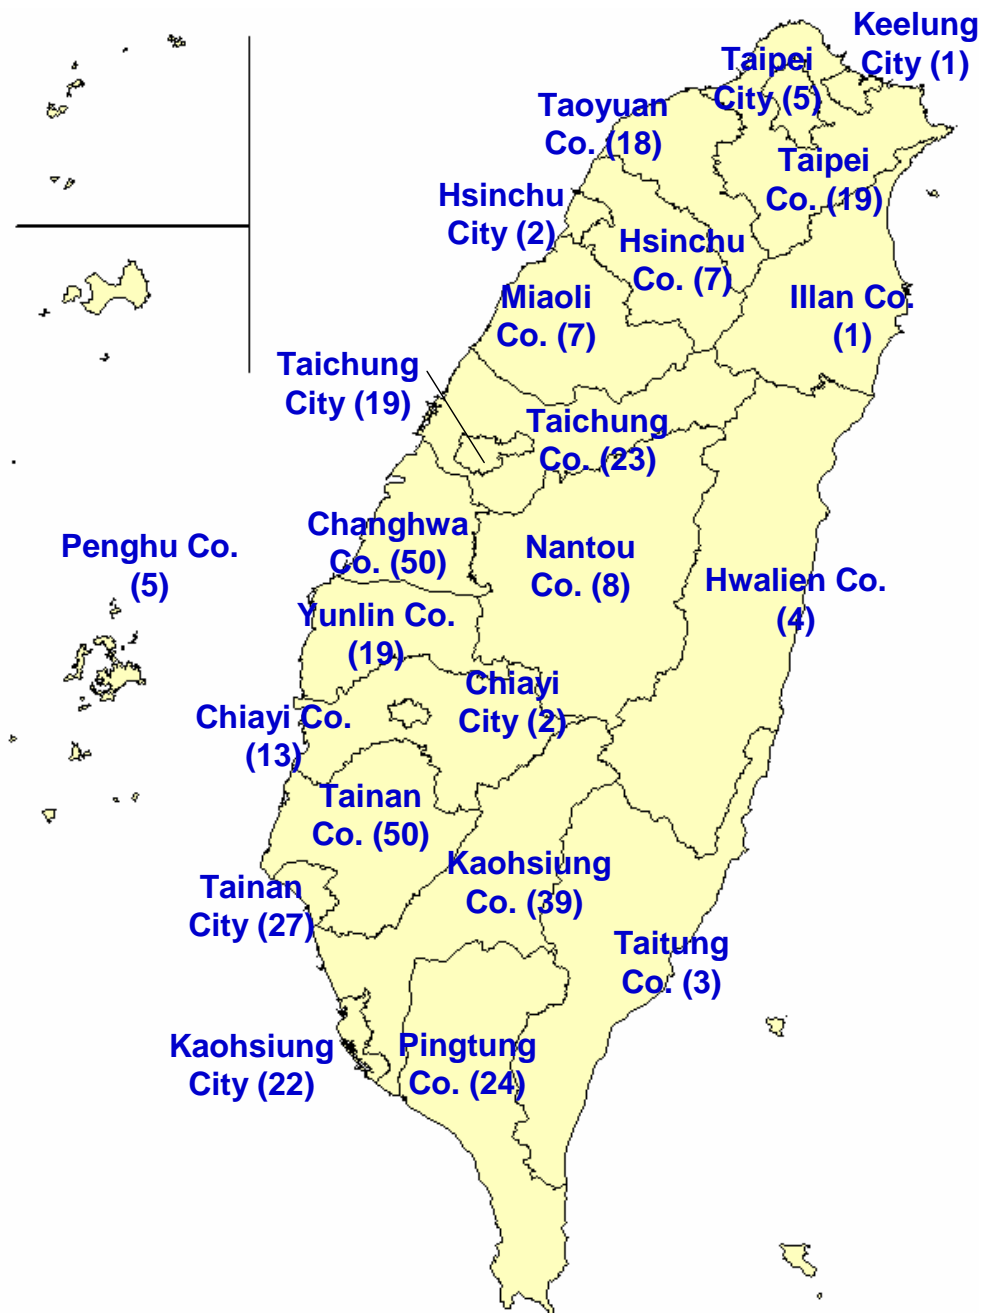 Keelung
City (1)
Taipei
City (5)
Taoyuan
Co. (18)
Taipei
Co. (19)
Hsinchu
City (2)
Hsinchu
Co. (7)
Miaoli
Co. (7)
Illan Co.
(1)
Taichung
City (19)
Taichung
Co. (23)
Changhwa
Co. (50)
Nantou
Co. (8)
Penghu Co.
(5)
Hwalien Co.
(4)
Yunlin Co.
(19)
Chiayi
City (2)
Chiayi Co.
(13)
Tainan
Co. (50)
Kaohsiung
Co. (39)
Tainan
City (27)
Taitung
Co. (3)
Kaohsiung
City (22)
Pingtung
Co. (24)